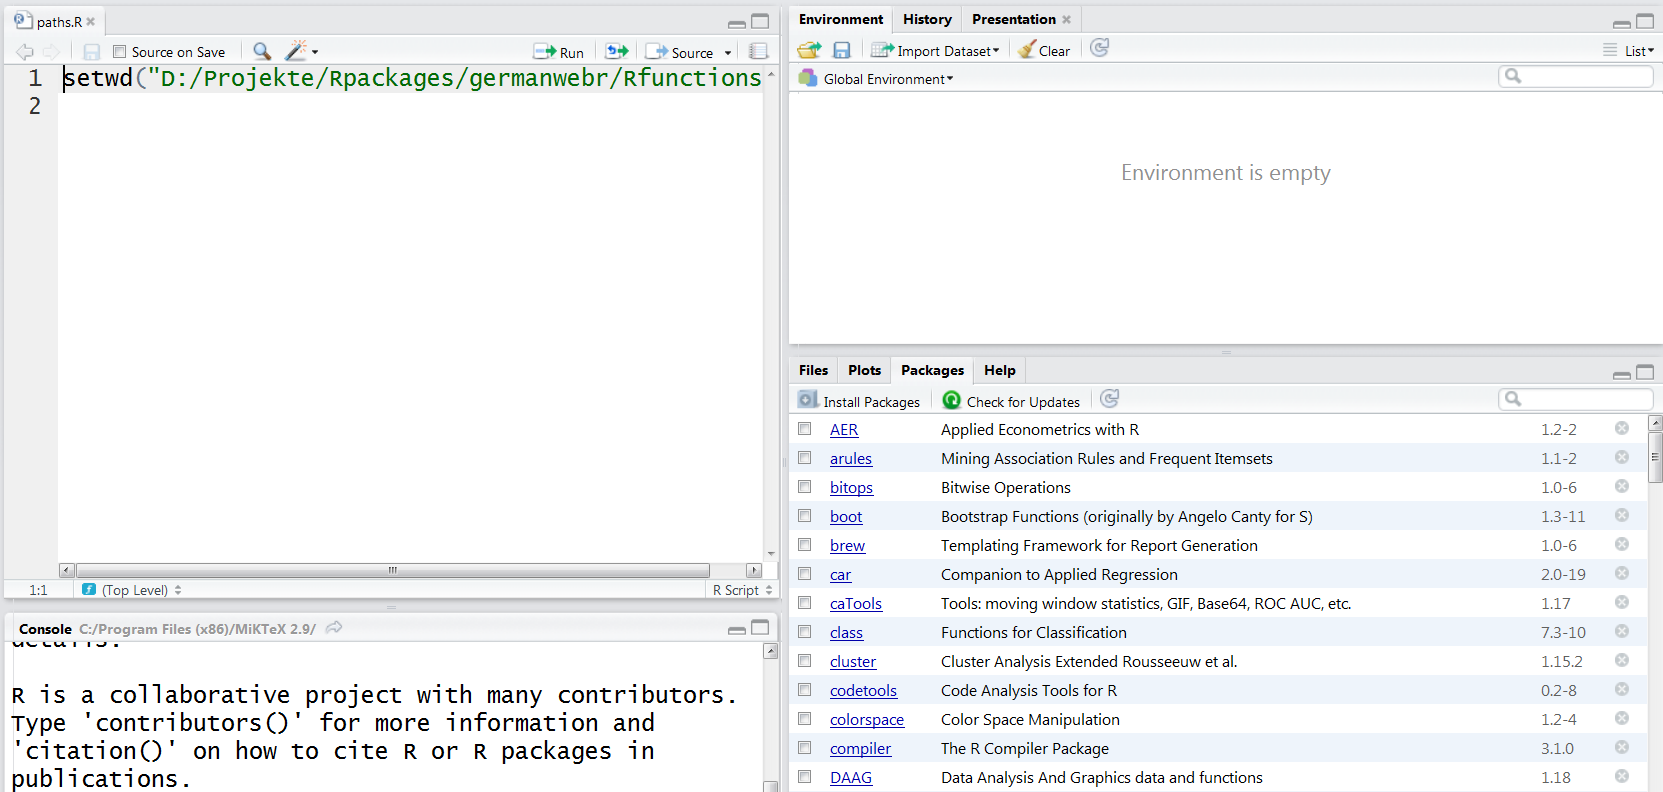 paths.R
Source on Save
Run
Source
1 setwd("D:/Projekte/Rpackages/germanwebr/Rfunctions
2
1:1
(Top Level)
R Script
Console C:/Program Files (x86)/MiKTeX 2.9/
details.
R is a collaborative project with many contributors.
Type 'contributors()' for more information and
'citation()' on how to cite R or R packages in
publications.
Environment History Presentation
Import Dataset Clear List
Global Environment
Environment is empty
Files Plots Packages Help
Install Packages Check for Updates
AER Applied Econometrics with R 1.2-2
arules Mining Association Rules and Frequent Itemsets 1.1-2
bitops Bitwise Operations 1.0-6
boot Bootstrap Functions (originally by Angelo Canty for S) 1.3-11
brew Templating Framework for Report Generation 1.0-6
car Companion to Applied Regression 2.0-19
caTools Tools: moving window statistics, GIF, Base64, ROC AUC, etc. 1.17
class Functions for Classification 7.3-10
cluster Cluster Analysis Extended Rousseeuw et al. 1.15.2
codetools Code Analysis Tools for R 0.2-8
colorspace Color Space Manipulation 1.2-4
compiler The R Compiler Package 3.1.0
DAAG Data Analysis And Graphics data and functions 1.18